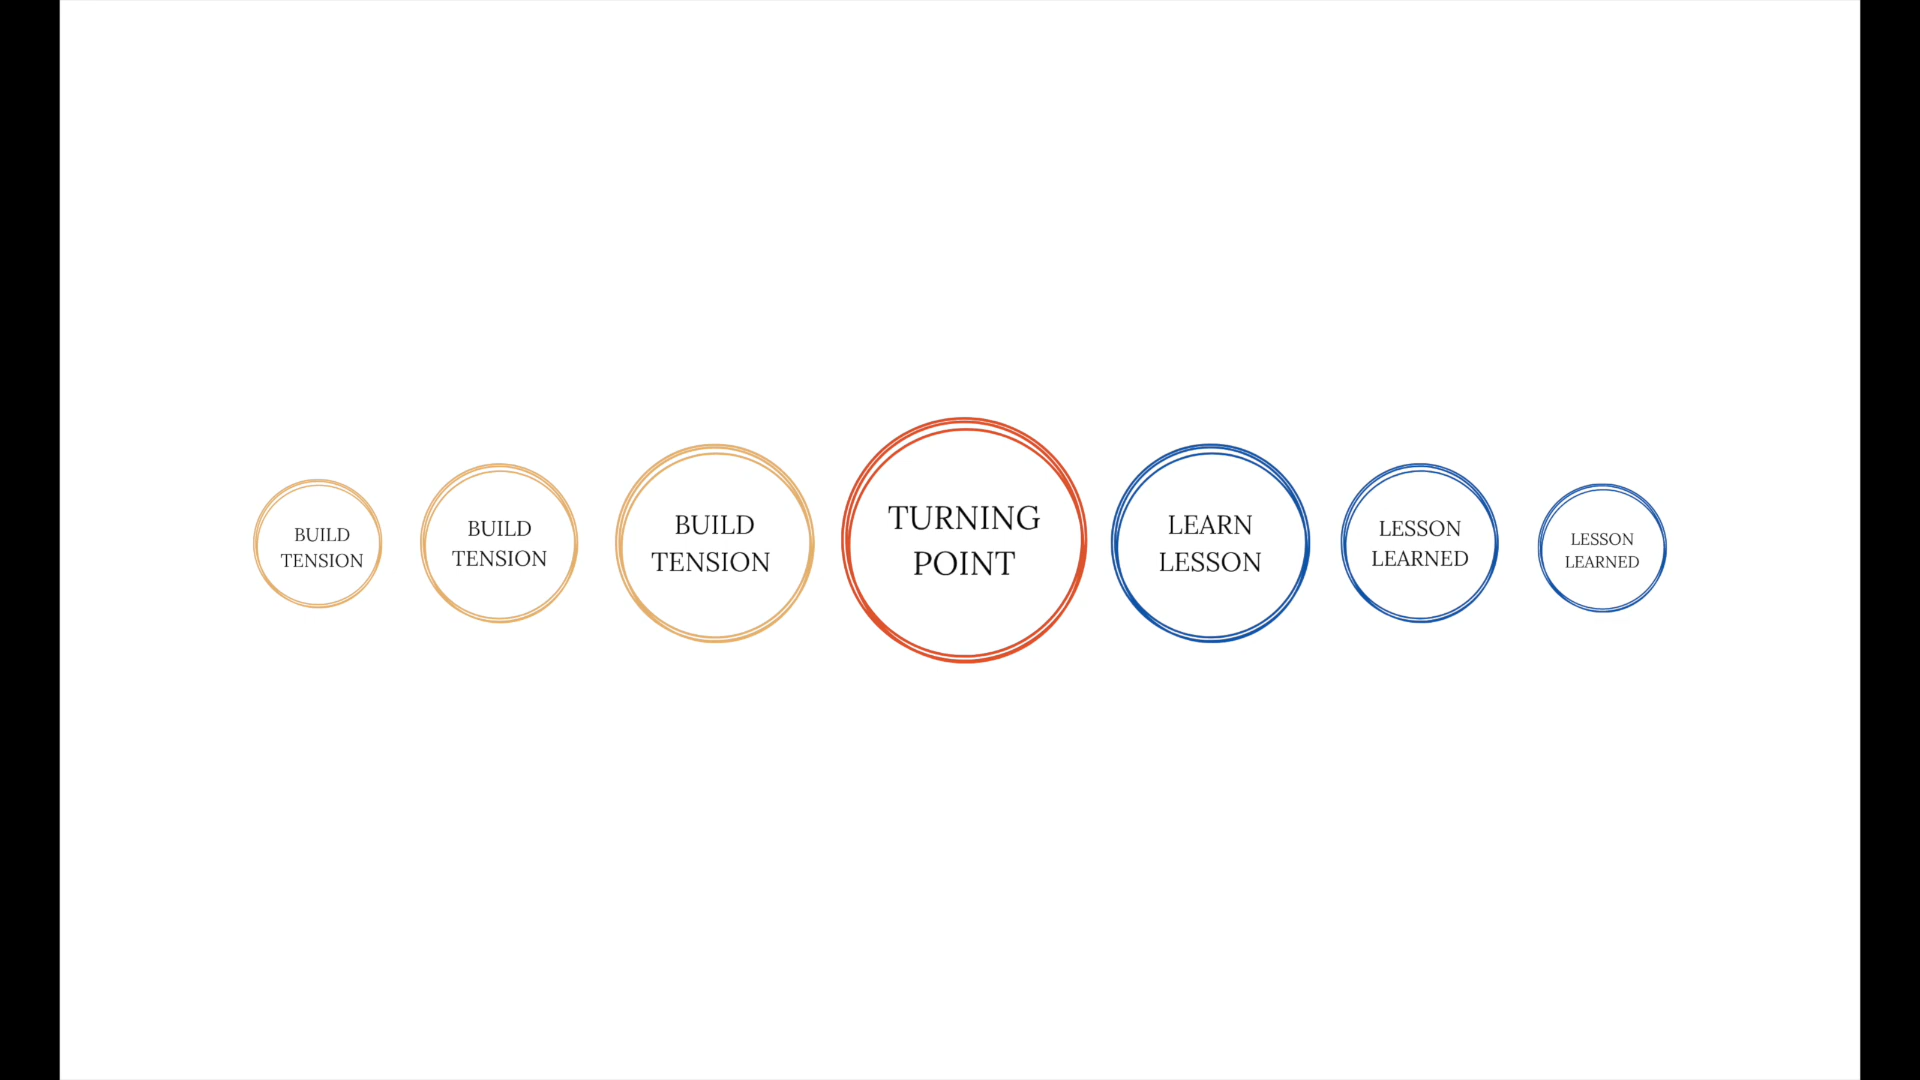 BUILD
TENSION
BUILD
TENSION
BUILD
TENSION
TURNING
POINT
LEARN
LESSON
LESSON
LEARNED
LESSON
LEARNED